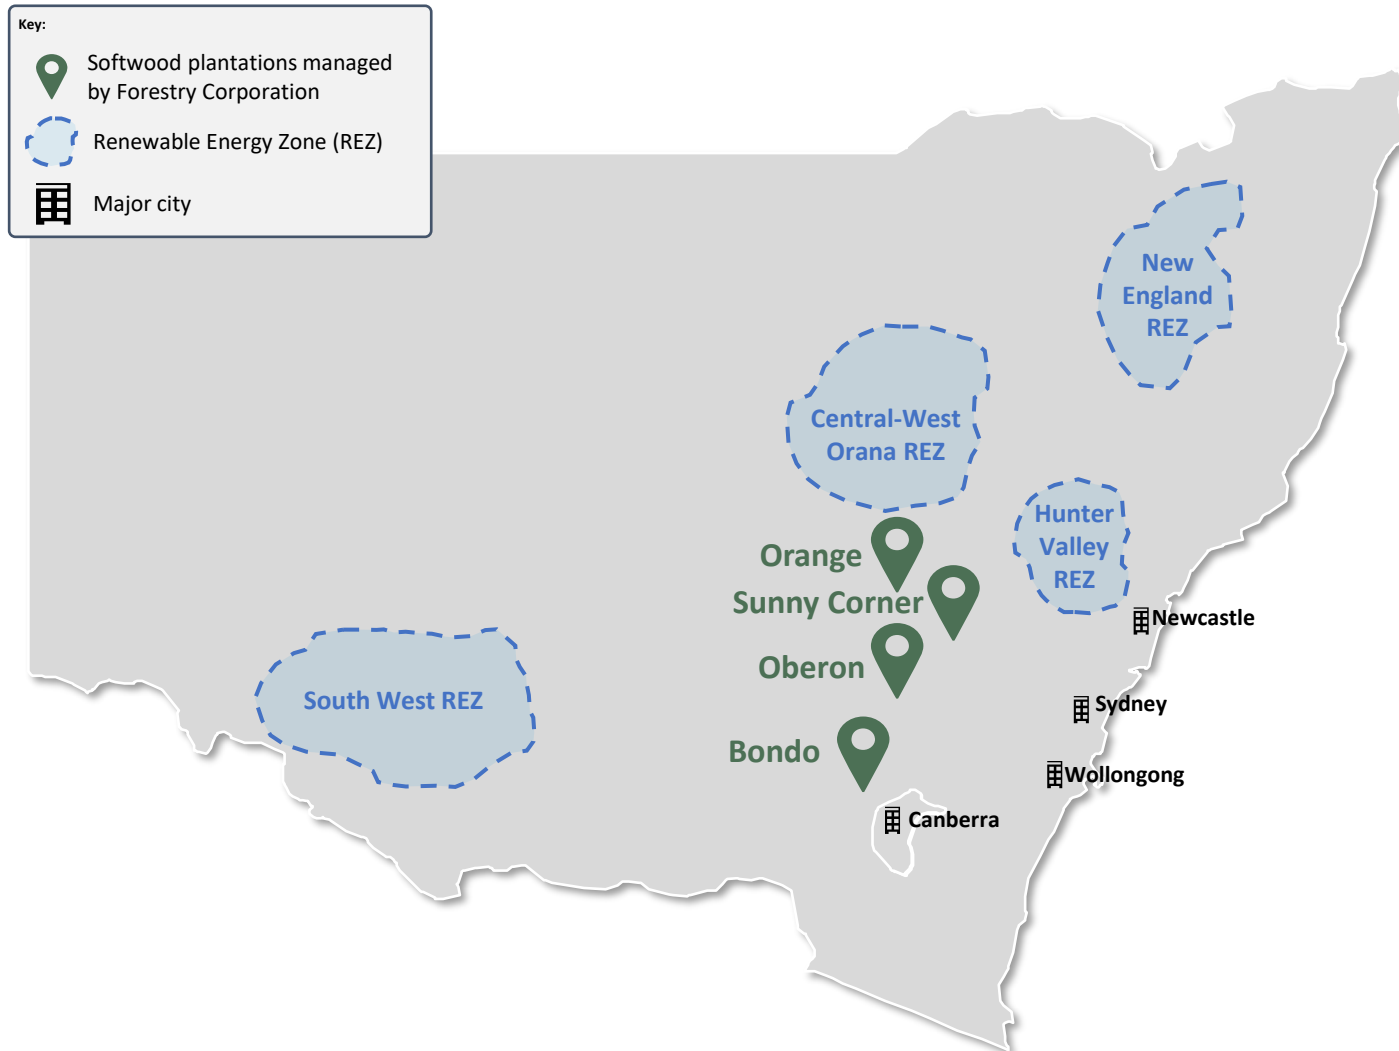 Key:
Softwood plantations managed
by Forestry Corporation
Renewable Energy Zone (REZ)
Major city
New
England
REZ
Central-West
Orana REZ
Hunter
Valley
REZ
Orange
Sunny Corner
Newcastle
Oberon
South West REZ
Sydney
Bondo
Wollongong
Canberra